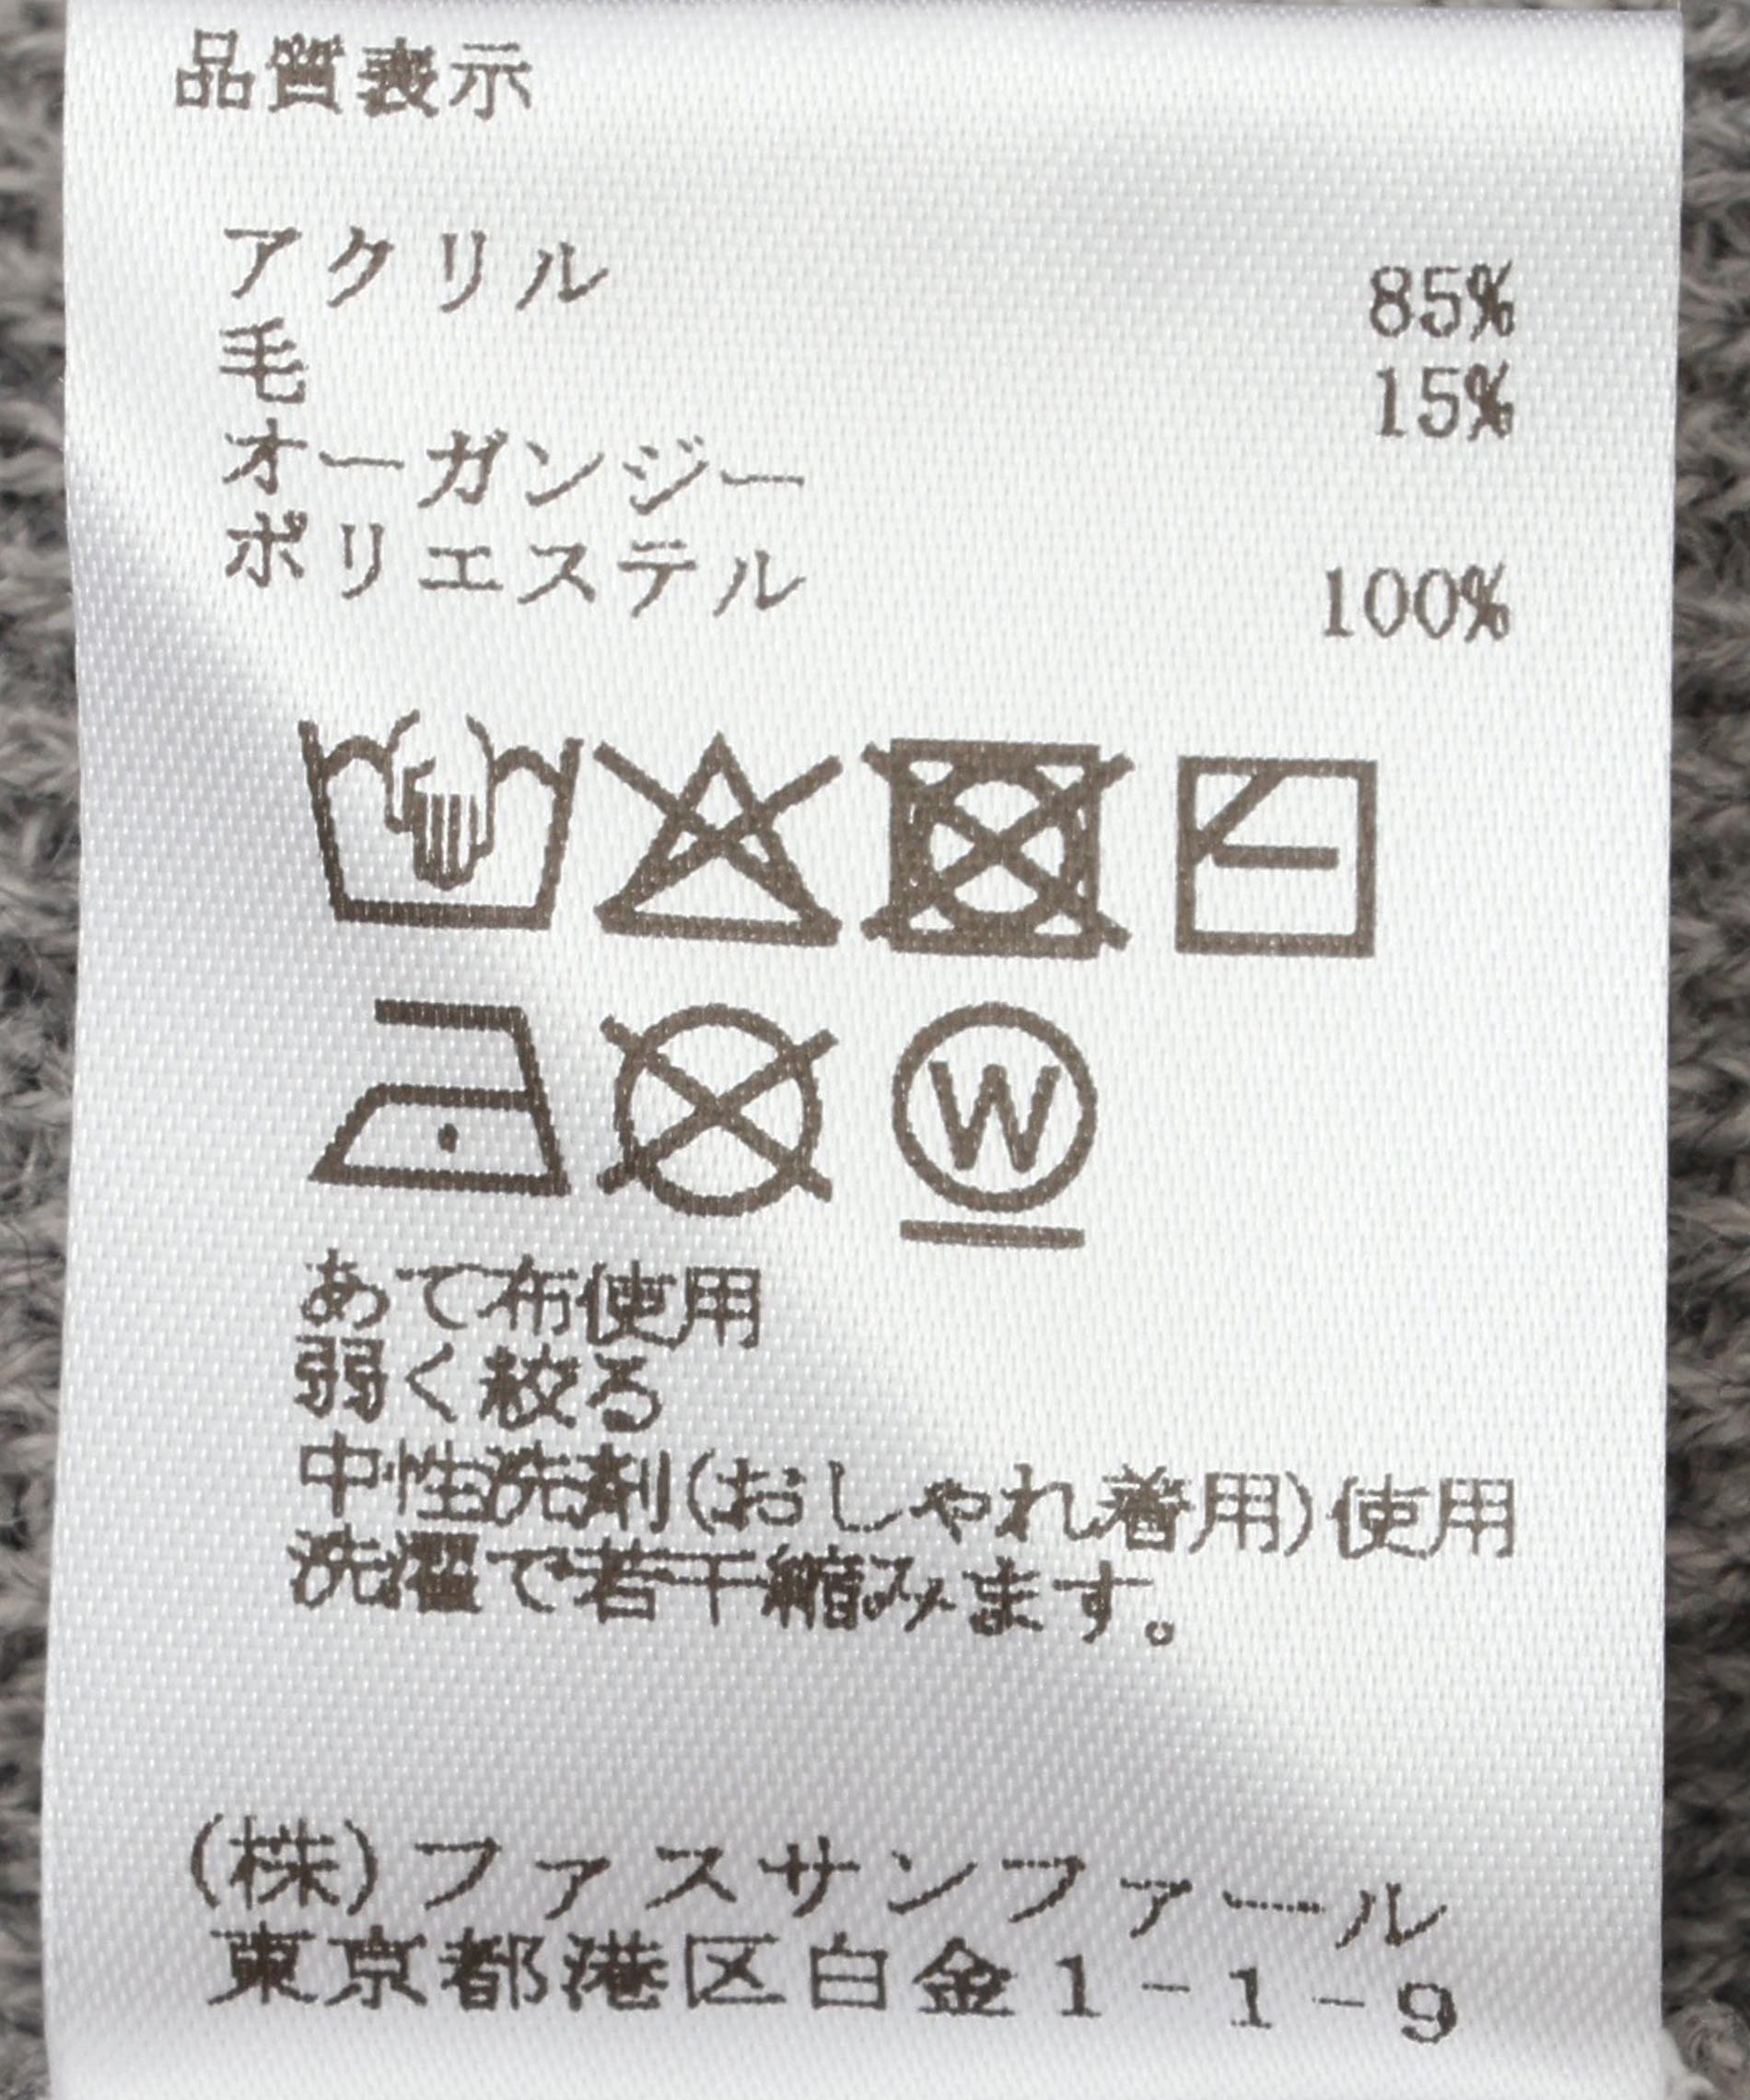 品質表示
アクリル 85%
毛 15%
オーガンジー
ポリエステル 100%
W
あて布使用
弱く絞る
中性洗剤(おしゃれ着用)使用
洗濯で若干縮みます。
(株)ファスサンファール
東京都港区白金1-1-9